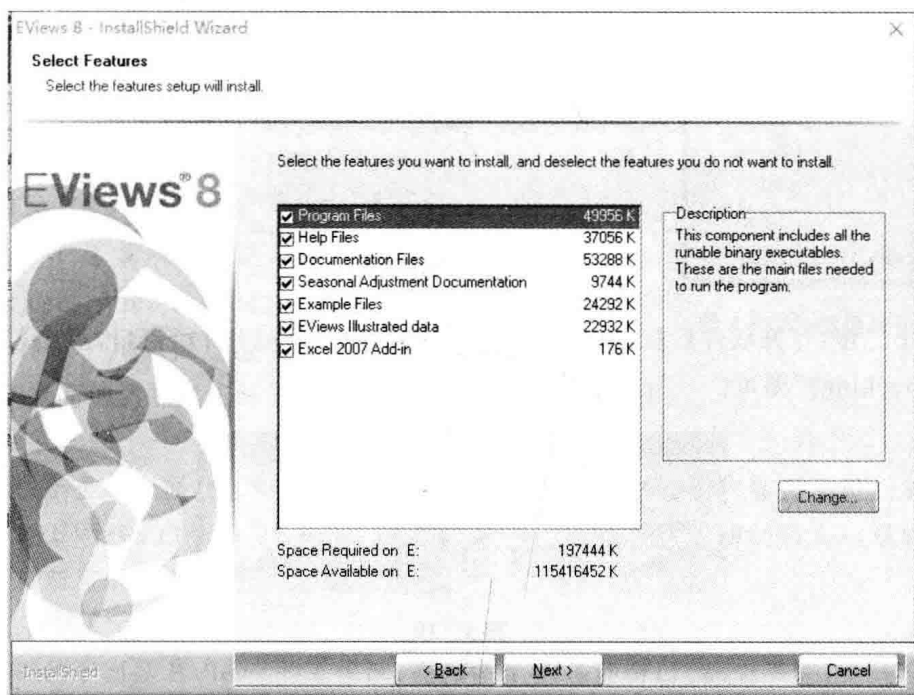 EViews 8 - InstallShield Wizard
Select Features
Select the features setup will install.
EViews® 8
Select the features you want to install, and deselect the features you do not want to install.
Program Files 49956 K
Help Files 37056 K
Documentation Files 53288 K
Seasonal Adjustment Documentation 9744 K
Example Files 24292 K
EViews Illustrated data 22932 K
Excel 2007 Add-in 176 K
Description
This component includes all the
runable binary executables.
These are the main files needed
to run the program.
Change...
Space Required on E: 197444 K
Space Available on E: 115416452 K
InstallShield
< Back
Next >
Cancel